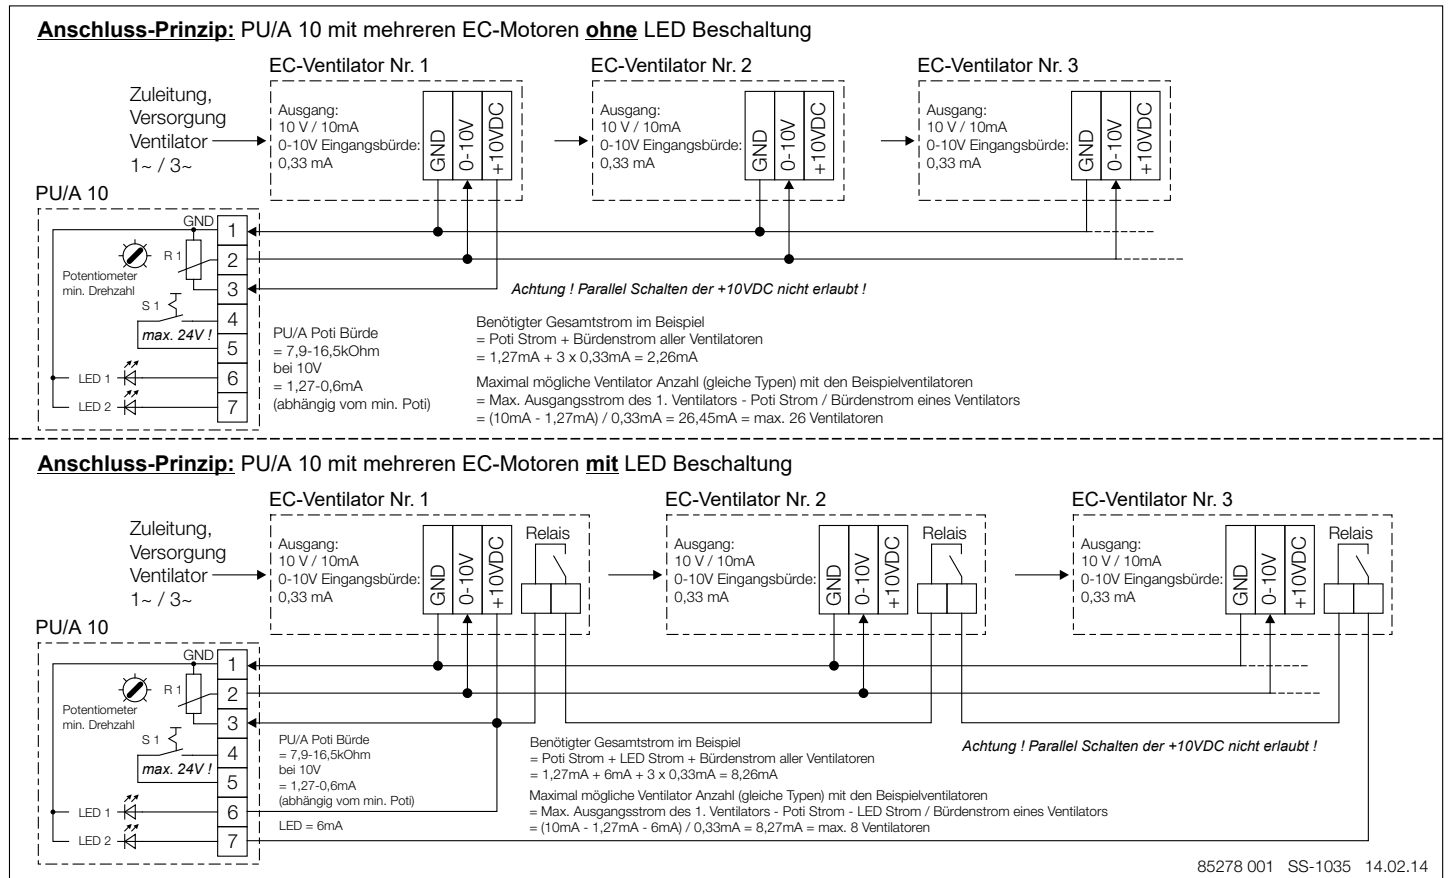 Anschluss-Prinzip: PU/A 10 mit mehreren EC-Motoren ohne LED Beschaltung
EC-Ventilator Nr. 1
EC-Ventilator Nr. 2
EC-Ventilator Nr. 3
Zuleitung,
Versorgung
Ventilator
1~ / 3~
Ausgang:
10 V / 10mA
0-10V Eingangsbürde:
0,33 mA
GND
0-10V
+10VDC
Ausgang:
10 V / 10mA
0-10V Eingangsbürde:
0,33 mA
GND
0-10V
+10VDC
Ausgang:
10 V / 10mA
0-10V Eingangsbürde:
0,33 mA
GND
0-10V
+10VDC
PU/A 10
GND
1
R 1
2
Potentiometer
min. Drehzahl
3
S 1
4
max. 24V !
5
LED 1
6
LED 2
7
Achtung ! Parallel Schalten der +10VDC nicht erlaubt !
PU/A Poti Bürde
= 7,9-16,5kOhm
bei 10V
= 1,27-0,6mA
(abhängig vom min. Poti)
Benötigter Gesamtstrom im Beispiel
= Poti Strom + Bürdenstrom aller Ventilatoren
= 1,27mA + 3 x 0,33mA = 2,26mA
Maximal mögliche Ventilator Anzahl (gleiche Typen) mit den Beispielventilatoren
= Max. Ausgangsstrom des 1. Ventilators - Poti Strom / Bürdenstrom eines Ventilators
= (10mA - 1,27mA) / 0,33mA = 26,45mA = max. 26 Ventilatoren
Anschluss-Prinzip: PU/A 10 mit mehreren EC-Motoren mit LED Beschaltung
EC-Ventilator Nr. 1
EC-Ventilator Nr. 2
EC-Ventilator Nr. 3
Zuleitung,
Versorgung
Ventilator
1~ / 3~
Ausgang:
10 V / 10mA
0-10V Eingangsbürde:
0,33 mA
GND
0-10V
+10VDC
Relais
Ausgang:
10 V / 10mA
0-10V Eingangsbürde:
0,33 mA
GND
0-10V
+10VDC
Relais
Ausgang:
10 V / 10mA
0-10V Eingangsbürde:
0,33 mA
GND
0-10V
+10VDC
Relais
PU/A 10
GND
1
R 1
2
Potentiometer
min. Drehzahl
3
S 1
4
max. 24V !
5
LED 1
6
LED 2
7
PU/A Poti Bürde
= 7,9-16,5kOhm
bei 10V
= 1,27-0,6mA
(abhängig vom min. Poti)
LED = 6mA
Benötigter Gesamtstrom im Beispiel
= Poti Strom + LED Strom + Bürdenstrom aller Ventilatoren
= 1,27mA + 6mA + 3 x 0,33mA = 8,26mA
Maximal mögliche Ventilator Anzahl (gleiche Typen) mit den Beispielventilatoren
= Max. Ausgangsstrom des 1. Ventilators - Poti Strom - LED Strom / Bürdenstrom eines Ventilators
= (10mA - 1,27mA - 6mA) / 0,33mA = 8,27mA = max. 8 Ventilatoren
Achtung ! Parallel Schalten der +10VDC nicht erlaubt !
85278 001 SS-1035 14.02.14